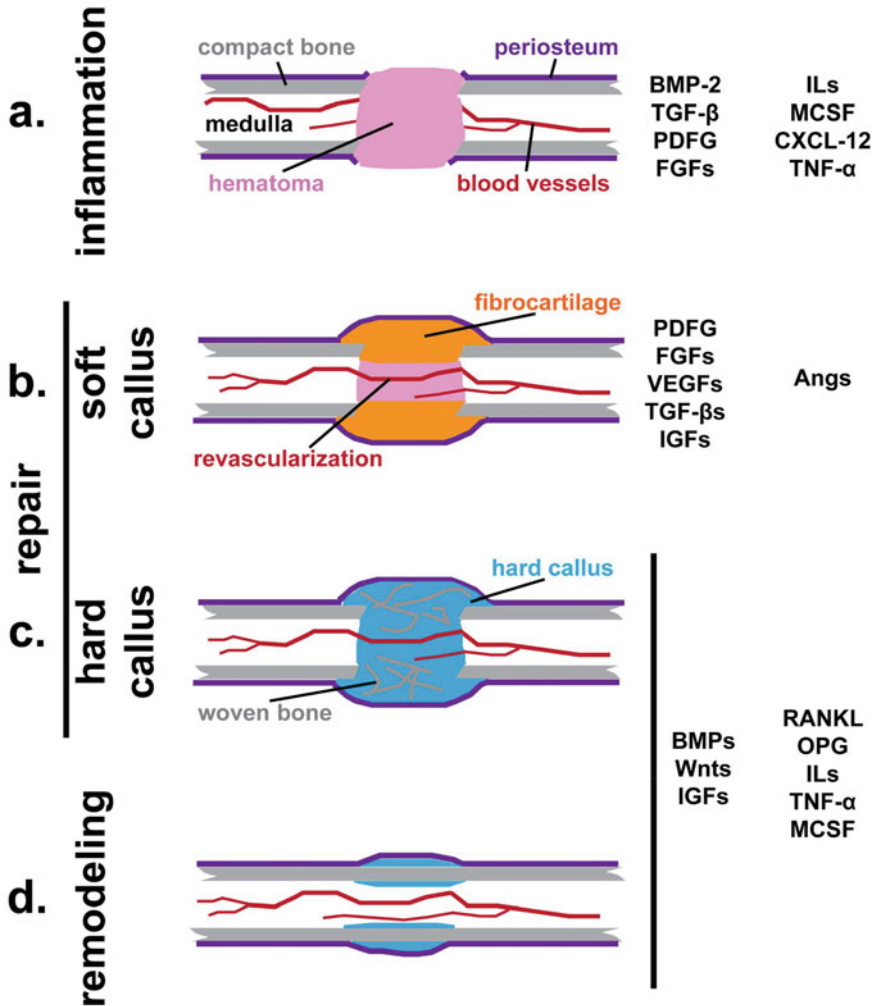 inflammation
a.
compact bone
periosteum
medulla
hematoma
blood vessels
BMP-2
TGF-β
PDFG
FGFs
ILs
MCSF
CXCL-12
TNF-α
repair
b.
soft
callus
fibrocartilage
revascularization
PDFG
FGFs
VEGFs
TGF-βs
IGFs
Angs
c.
hard
callus
hard callus
woven bone
BMPs
Wnts
IGFs
RANKL
OPG
ILs
TNF-α
MCSF
d.
remodeling